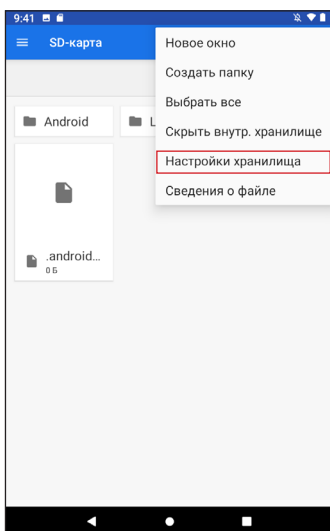 9:41
SD-карта
Новое окно
Создать папку
Выбрать все
Скрыть внутр. хранилище
Настройки хранилища
Сведения о файле
Android
L
.android...
0 Б